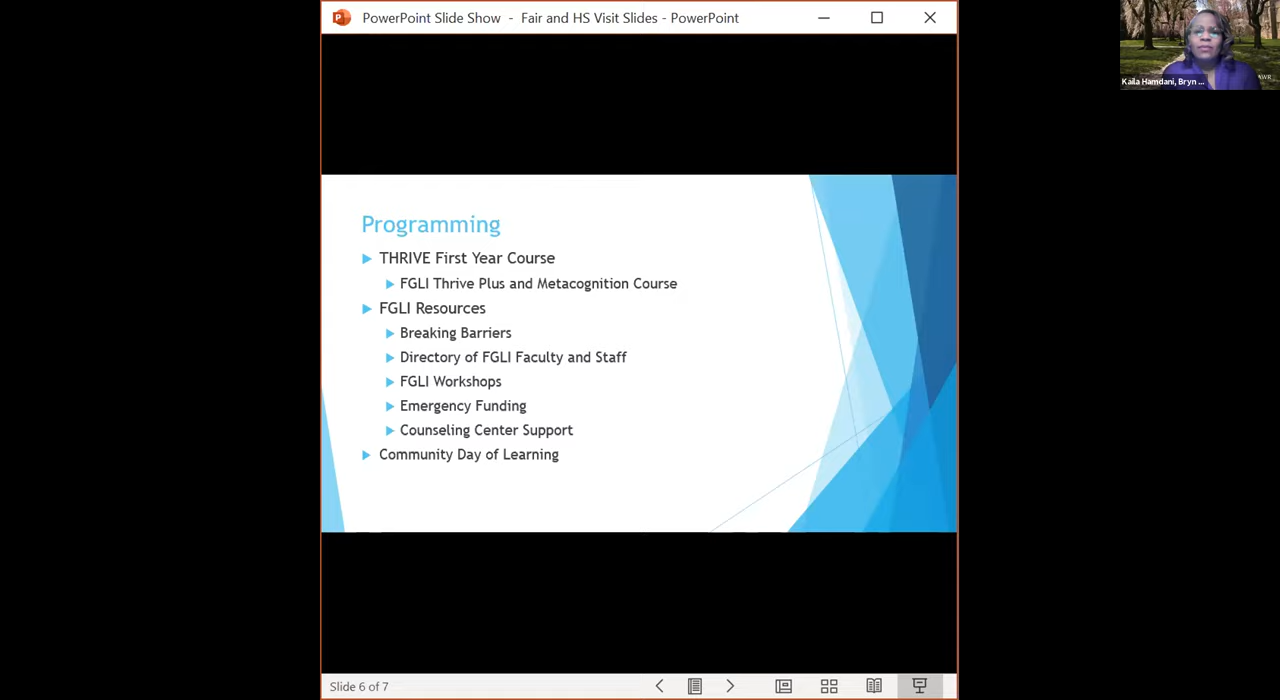 PowerPoint Slide Show - Fair and HS Visit Slides - PowerPoint
Kaila Hamdani, Bryn ...
Programming
THRIVE First Year Course
FGLI Thrive Plus and Metacognition Course
FGLI Resources
Breaking Barriers
Directory of FGLI Faculty and Staff
FGLI Workshops
Emergency Funding
Counseling Center Support
Community Day of Learning
Slide 6 of 7